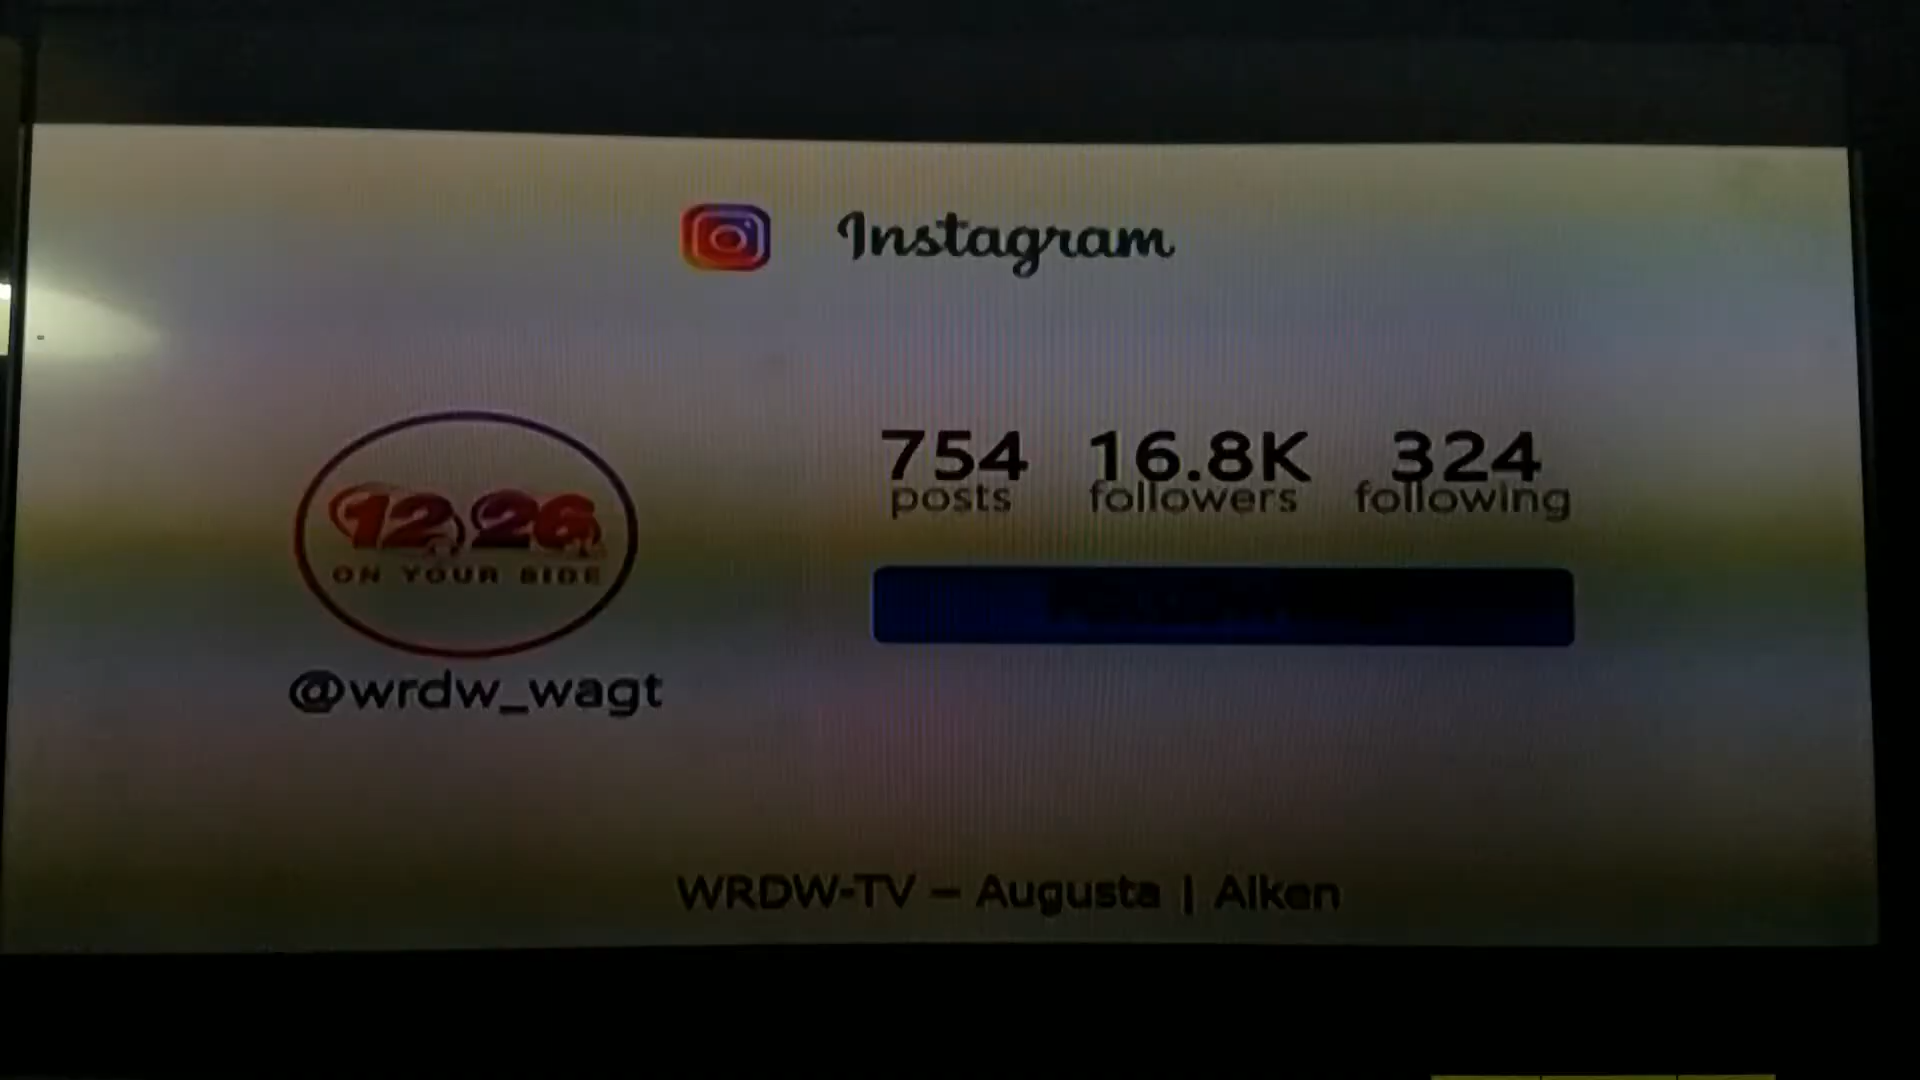 Instagram
754 16.8K 324
posts followers following
12 26
ON YOUR SIDE
@wrdw_wagt
WRDW-TV – Augusta | Aiken